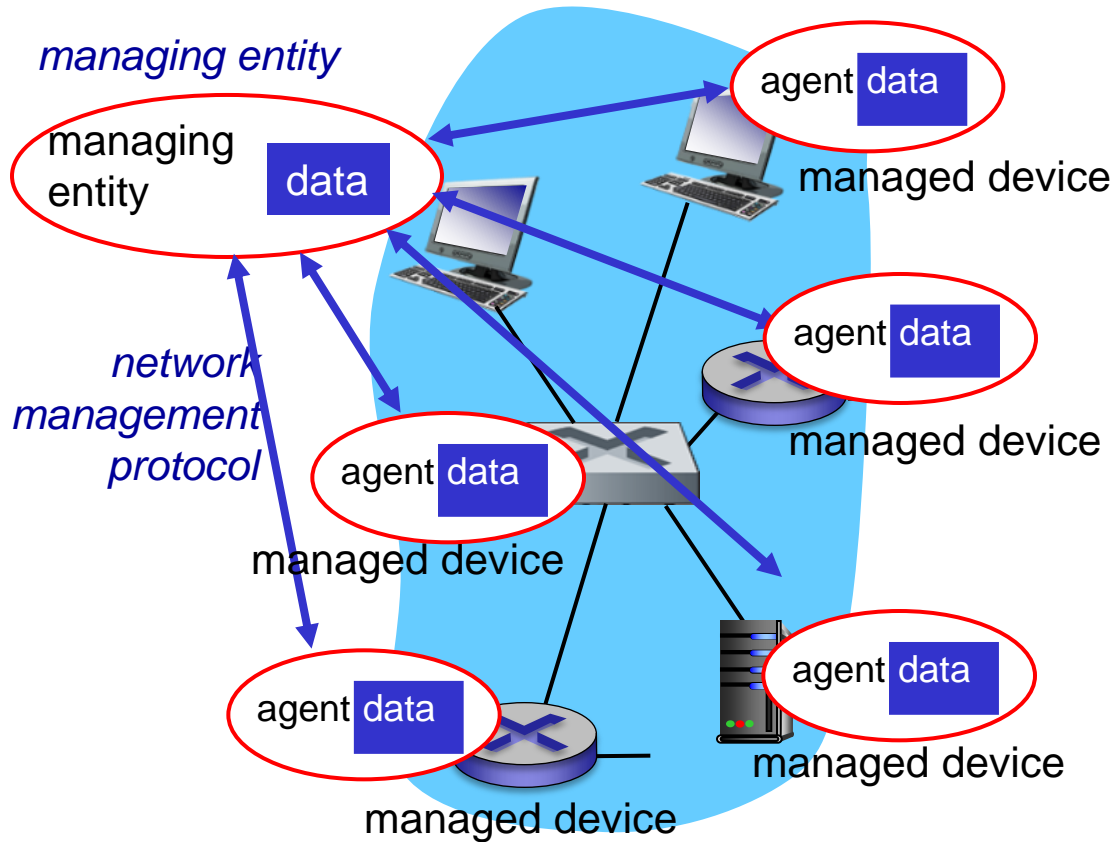 managing entity
managing
entity
data
agent data
managed device
agent data
managed device
network
management
protocol
agent data
managed device
agent data
managed device
agent data
managed device